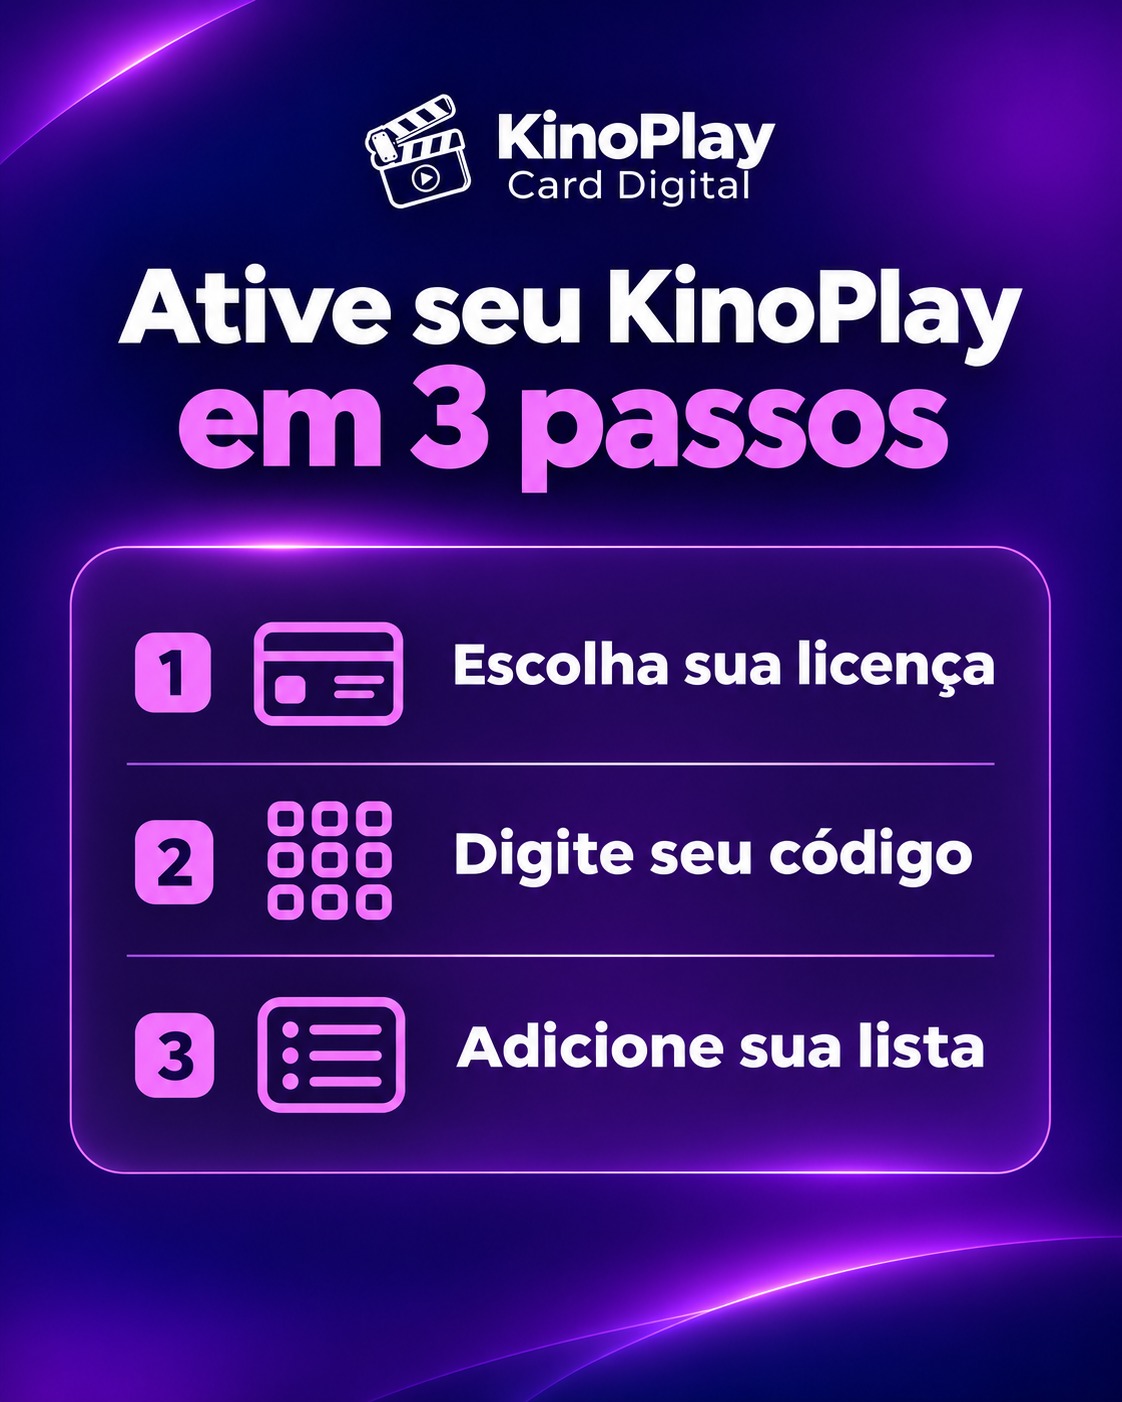 KinoPlay
Card Digital
Ative seu KinoPlay
em 3 passos
1 Escolha sua licença
2 Digite seu código
3 Adicione sua lista